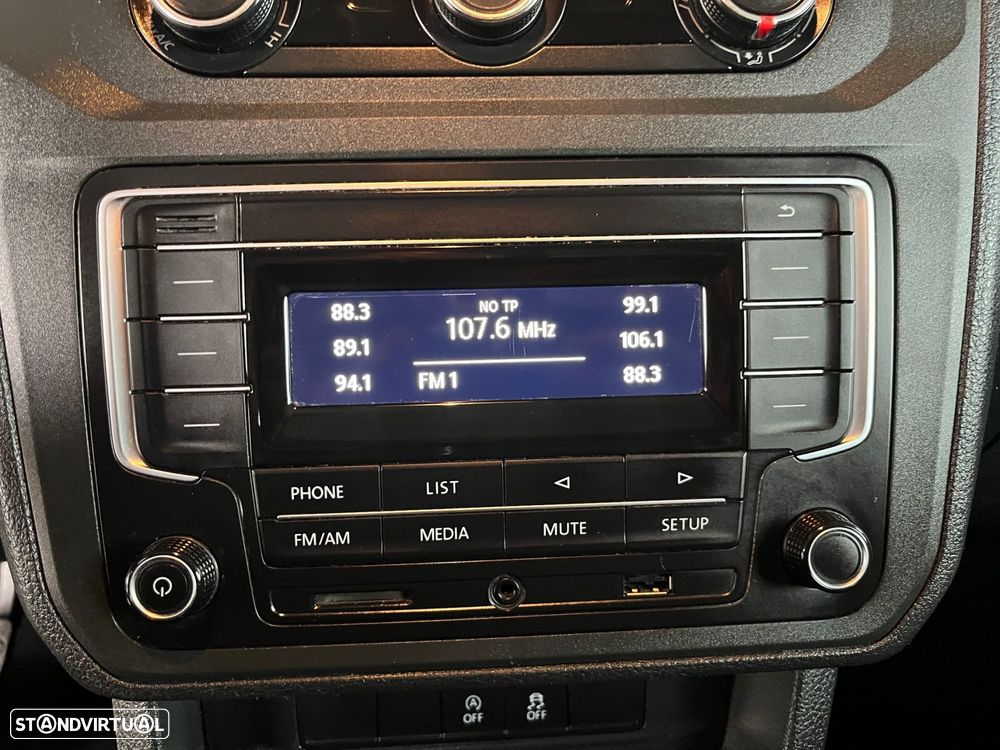 A/C
HI
88.3
NO TP
99.1
107.6 MHz
89.1
106.1
94.1
FM 1
88.3
PHONE
LIST
FM/AM
MEDIA
MUTE
SETUP
A
OFF
OFF
STANDVIRTUAL